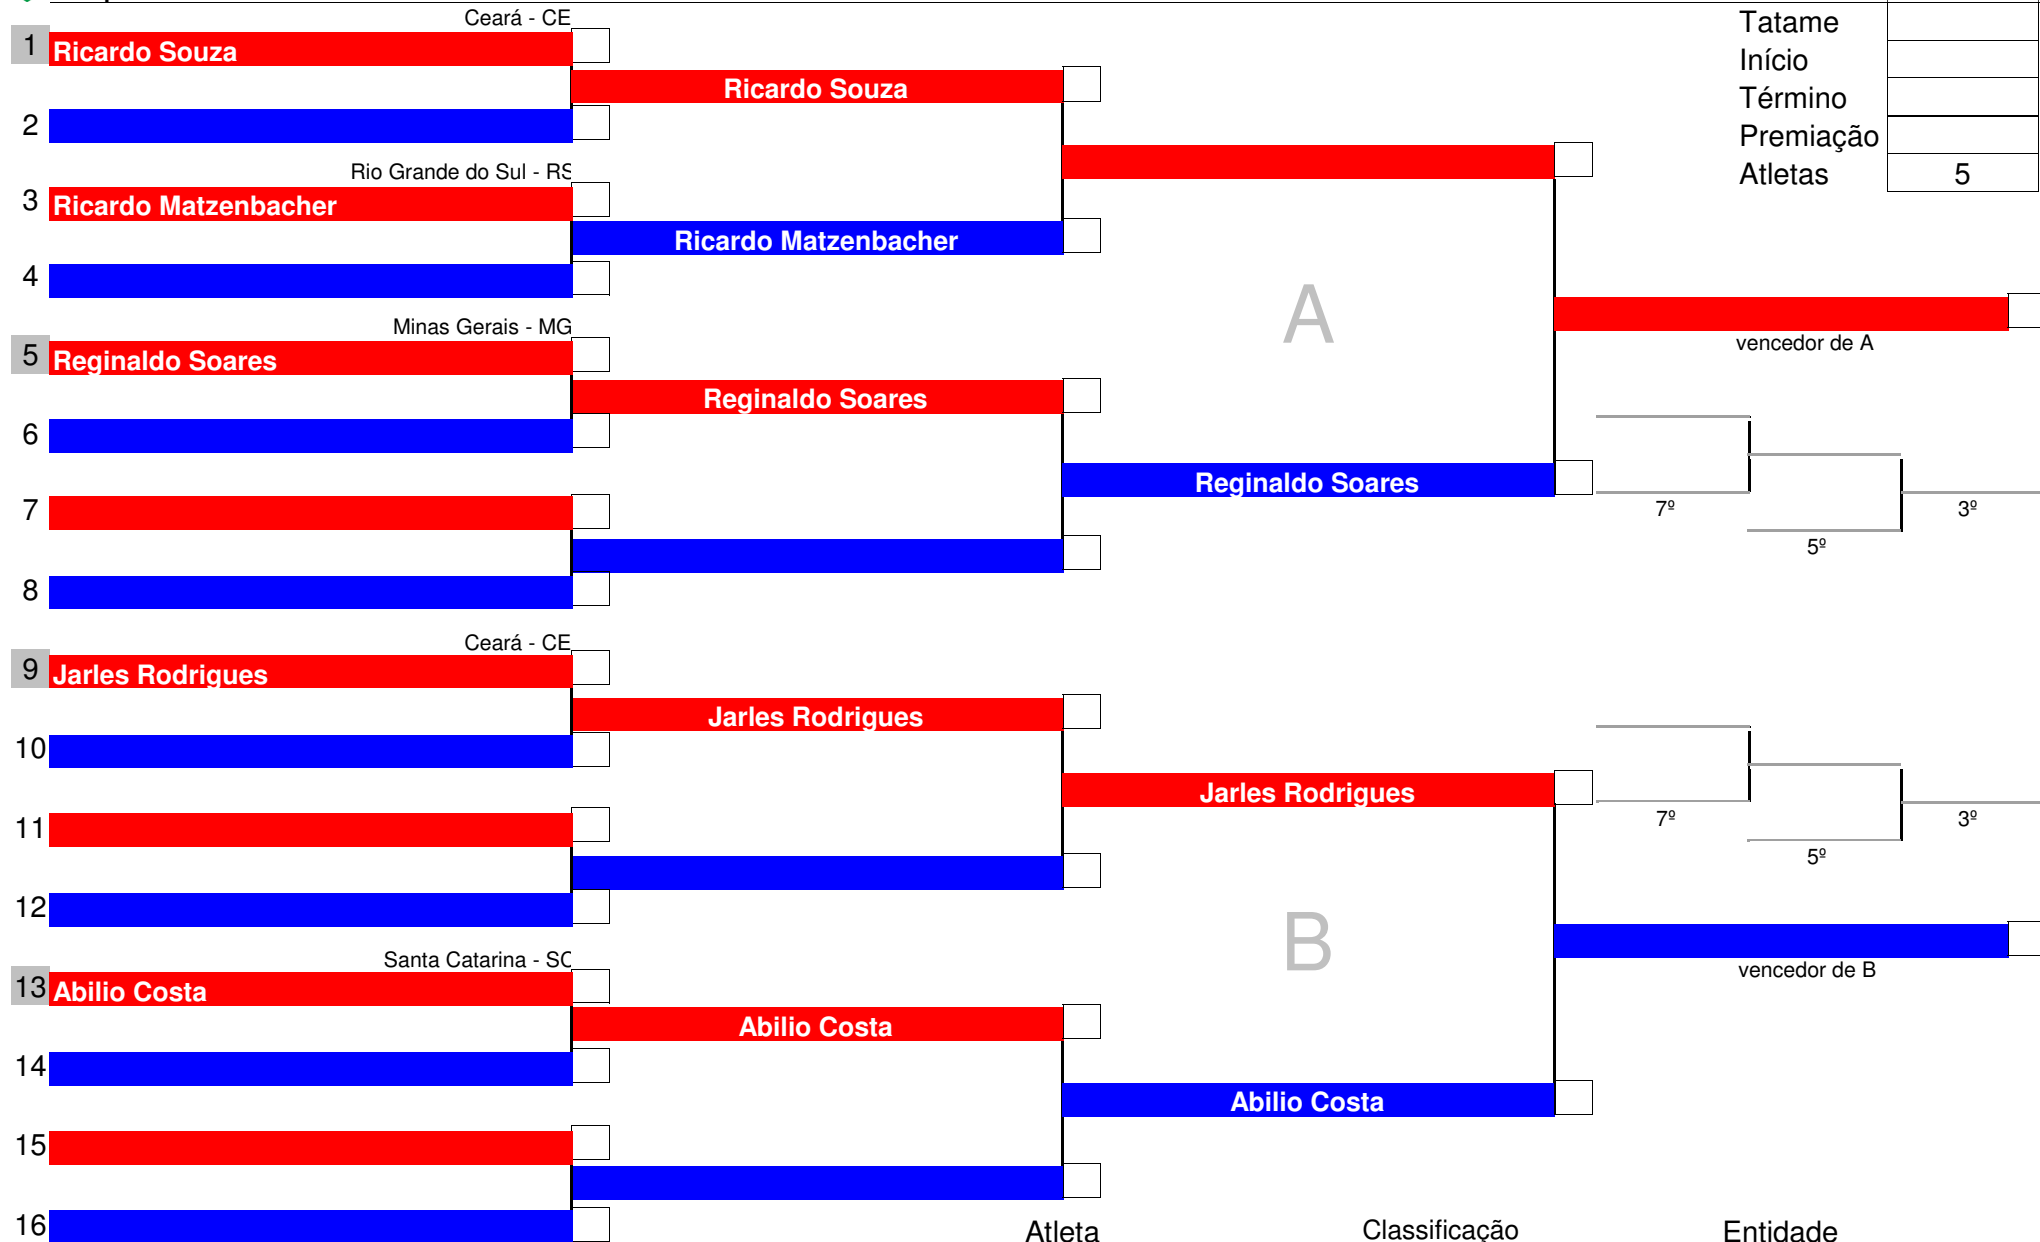 Ceará - CE
Tatame
1 Ricardo Souza
Início
Ricardo Souza
Término
2
Premiação
Rio Grande do Sul - RS
Atletas 5
3 Ricardo Matzenbacher
Ricardo Matzenbacher
4
A
Minas Gerais - MG
vencedor de A
5 Reginaldo Soares
Reginaldo Soares
6
Reginaldo Soares
7
7º 3º
5º
8
Ceará - CE
9 Jarles Rodrigues
Jarles Rodrigues
10
Jarles Rodrigues
11
7º 3º
5º
12
B
Santa Catarina - SC
vencedor de B
13 Abilio Costa
Abilio Costa
14
Abilio Costa
15
16
Atleta Classificação Entidade